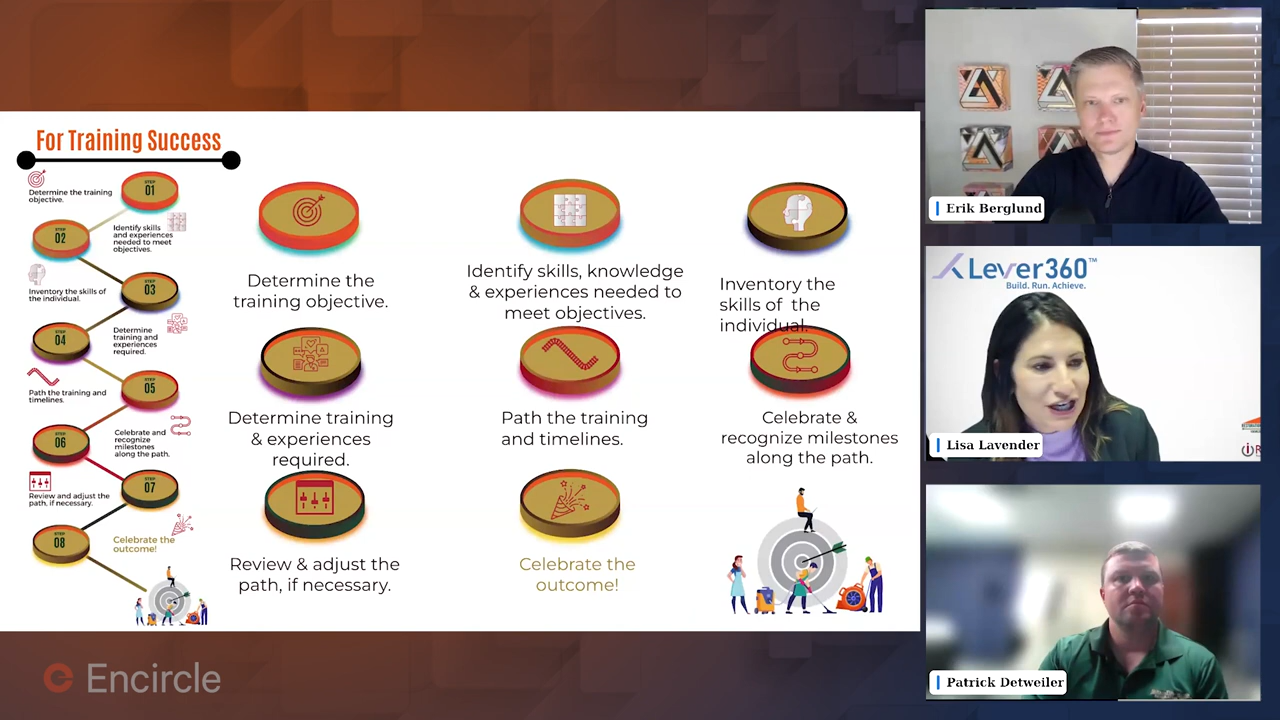 For Training Success
STEP
01
Determine the training
objective.
STEP
02
Identify skills
and experiences
needed to meet
objectives.
STEP
03
Inventory the skills of
the individual.
STEP
04
Determine
training and
experiences
required.
STEP
05
Path the training and
timelines.
STEP
06
Celebrate and
recognize
milestones
along the path.
STEP
07
Review and adjust the
path, if necessary.
STEP
08
Celebrate the
outcome!
Determine the
training objective.
Identify skills, knowledge
& experiences needed to
meet objectives.
Inventory the
skills of the
individual.
Determine training
& experiences
required.
Path the training
and timelines.
Celebrate &
recognize milestones
along the path.
Review & adjust the
path, if necessary.
Celebrate the
outcome!
Encircle
Erik Berglund
Lever360™
Build. Run. Achieve.
Lisa Lavender
Patrick Detweiler